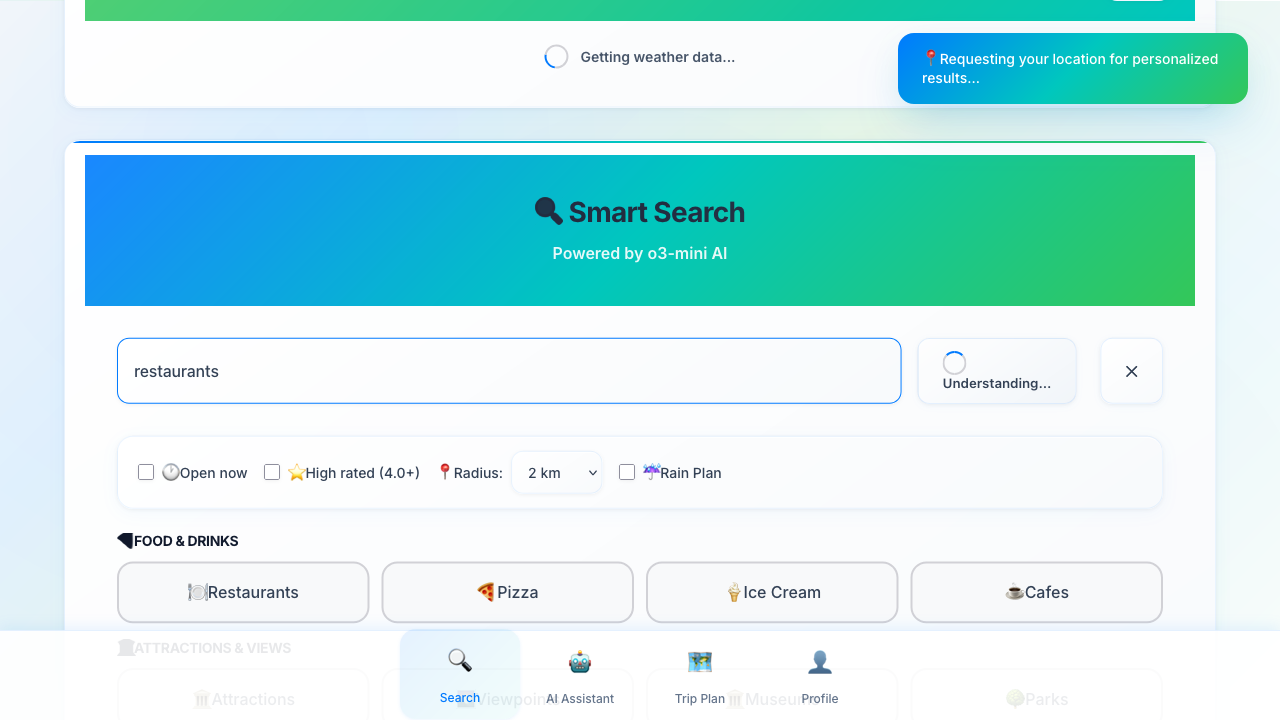 Getting weather data...
📍Requesting your location for personalized
results...
🔍 Smart Search
Powered by o3-mini AI
restaurants
Understanding...
✕
🕐Open now
⭐High rated (4.0+)
📍Radius:
2 km
☔Rain Plan
FOOD & DRINKS
🍽️Restaurants
🍕Pizza
🍦Ice Cream
☕Cafes
🏛️ATTRACTIONS & VIEWS
🏛️Attractions
Viewpoints
🏛️Museums
🌳Parks
🔍
Search
🤖
AI Assistant
🗺️
Trip Plan
👤
Profile